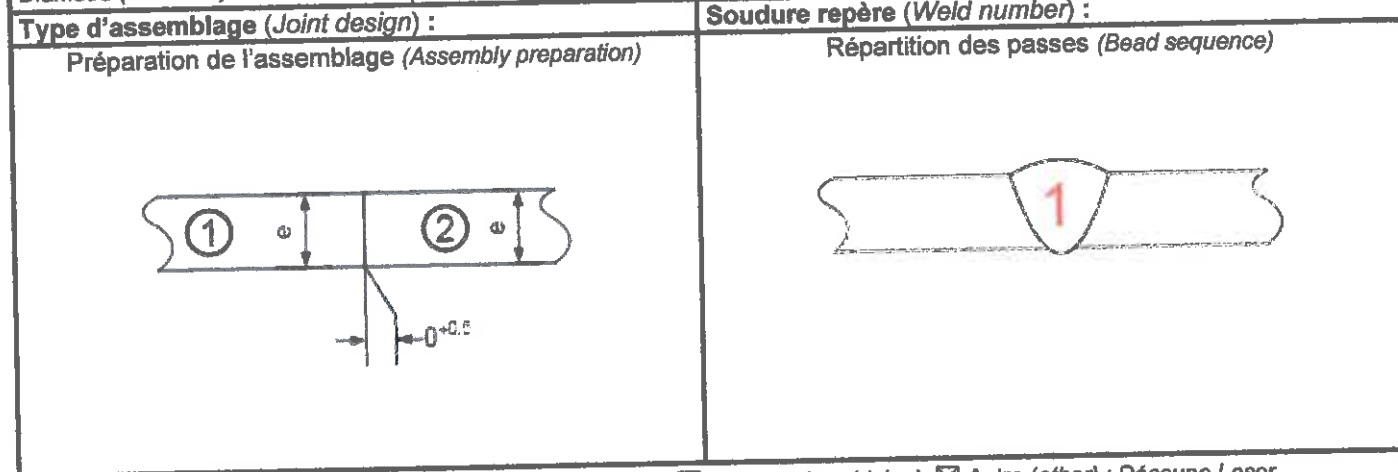 Type d'assemblage (Joint design) :
Soudure repère (Weld number) :
Préparation de l'assemblage (Assembly preparation)
Répartition des passes (Bead sequence)
1 e 2 e
1
0+0.5
Autre (other) : Découpe Laser